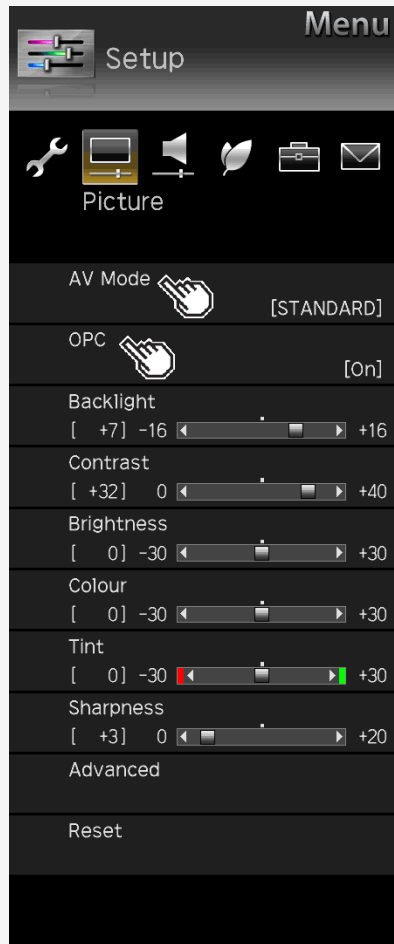 Menu
Setup
Picture
AV Mode
[STANDARD]
OPC
[On]
Backlight
[ +7] -16 +16
Contrast
[ +32] 0 +40
Brightness
[ 0] -30 +30
Colour
[ 0] -30 +30
Tint
[ 0] -30 +30
Sharpness
[ +3] 0 +20
Advanced
Reset